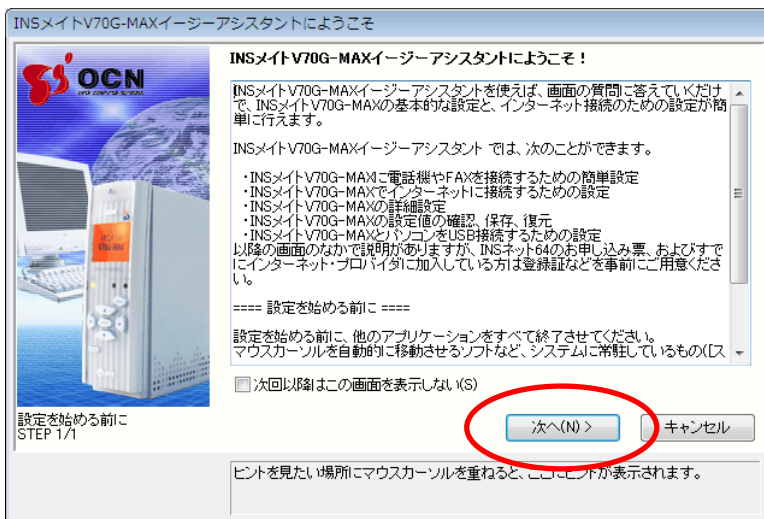 INSメイトV70G-MAXイージーアシスタントにようこそ
OCN
OPEN COMPUTER NETWORK
INSメイトV70G-MAXイージーアシスタントにようこそ！
INSメイトV70G-MAXイージーアシスタントを使えば、画面の質問に答えていくだけ
で、INSメイトV70G-MAXの基本的な設定と、インターネット接続のための設定が簡
単に行えます。
INSメイトV70G-MAXイージーアシスタント では、次のことができます。
・INSメイトV70G-MAXに電話機やFAXを接続するための簡単設定
・INSメイトV70G-MAXでインターネットに接続するための設定
・INSメイトV70G-MAXの詳細設定
・INSメイトV70G-MAXの設定値の確認、保存、復元
・INSメイトV70G-MAXとパソコンをUSB接続するための設定
以降の画面のなかで説明がありますが、INSネット64のお申し込み票、およびすで
にインターネット・プロバイダに加入している方は登録証などを事前にご用意くださ
い。
==== 設定を始める前に ====
設定を始める前に、他のアプリケーションをすべて終了させてください。
マウスカーソルを自動的に移動させるソフトなど、システムに常駐しているもの([ス
次回以降はこの画面を表示しない(S)
設定を始める前に
STEP 1/1
次へ(N) >
キャンセル
ヒントを見たい場所にマウスカーソルを重ねると、ここにヒントが表示されます。